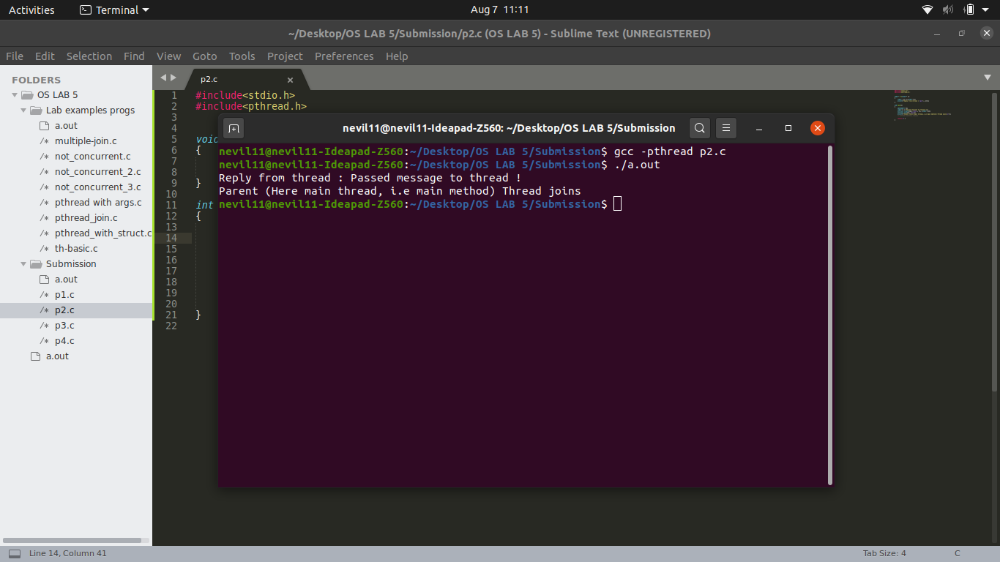 Activities Terminal Aug 7 11:11
~/Desktop/OS LAB 5/Submission/p2.c (OS LAB 5) - Sublime Text (UNREGISTERED)
File Edit Selection Find View Goto Tools Project Preferences Help
FOLDERS
OS LAB 5
Lab examples progs
a.out
/* multiple-join.c
/* not_concurrent.c
/* not_concurrent_2.c
/* not_concurrent_3.c
/* pthread with args.c
/* pthread_join.c
/* pthread_with_struct.c
/* th-basic.c
Submission
a.out
/* p1.c
/* p2.c
/* p3.c
/* p4.c
a.out
p2.c
1 #include<stdio.h>
2 #include<pthread.h>
3
4
5 void
6 {
7
8
9 }
10
11 int
12 {
13
14
15
16
17
18
19
20
21 }
22
nevil11@nevil11-Ideapad-Z560: ~/Desktop/OS LAB 5/Submission
nevil11@nevil11-Ideapad-Z560:~/Desktop/OS LAB 5/Submission$ gcc -pthread p2.c
nevil11@nevil11-Ideapad-Z560:~/Desktop/OS LAB 5/Submission$ ./a.out
Reply from thread : Passed message to thread !
Parent (Here main thread, i.e main method) Thread joins
nevil11@nevil11-Ideapad-Z560:~/Desktop/OS LAB 5/Submission$
Line 14, Column 41 Tab Size: 4 C